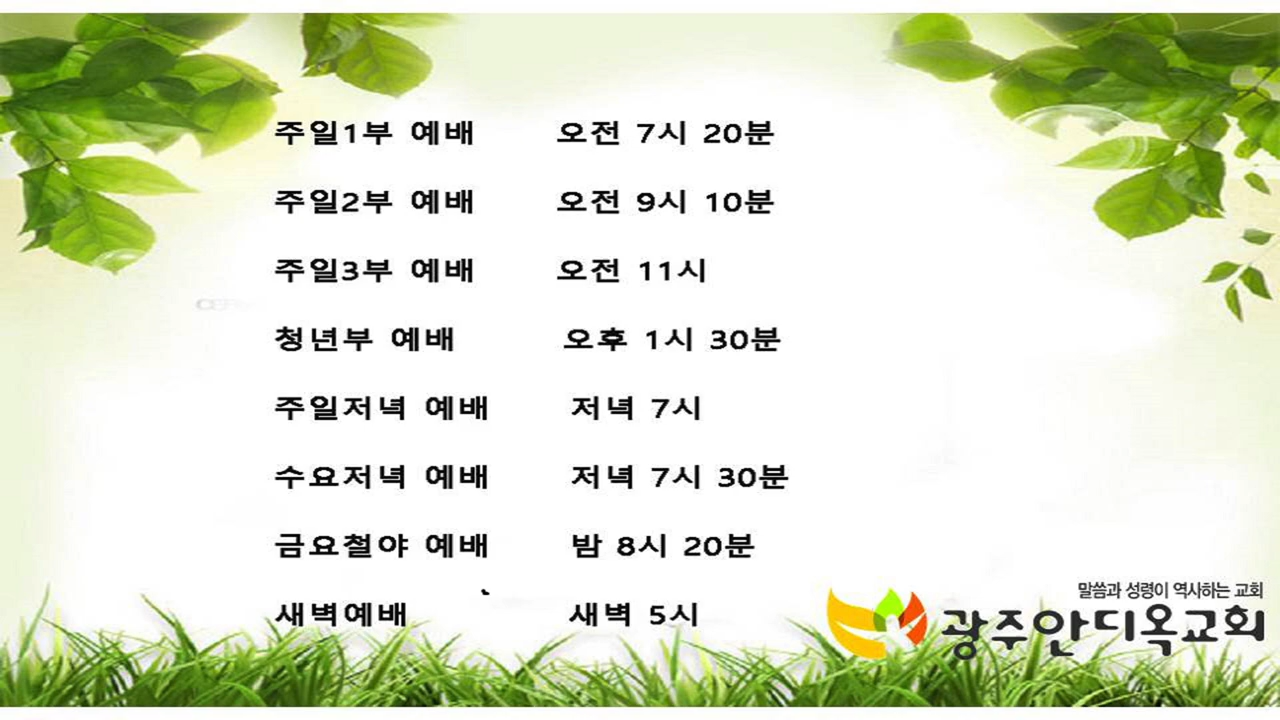 주일1부 예배 오전 7시 20분
주일2부 예배 오전 9시 10분
주일3부 예배 오전 11시
청년부 예배 오후 1시 30분
주일저녁 예배 저녁 7시
수요저녁 예배 저녁 7시 30분
금요철야 예배 밤 8시 20분
새벽예배 새벽 5시
말씀과 성령이 역사하는 교회
광주안디옥교회